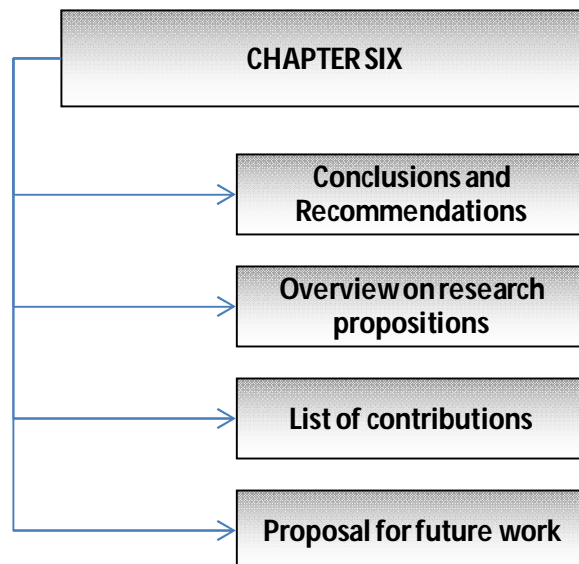 CHAPTER SIX
Conclusions and
Recommendations
Overview on research
propositions
List of contributions
Proposal for future work